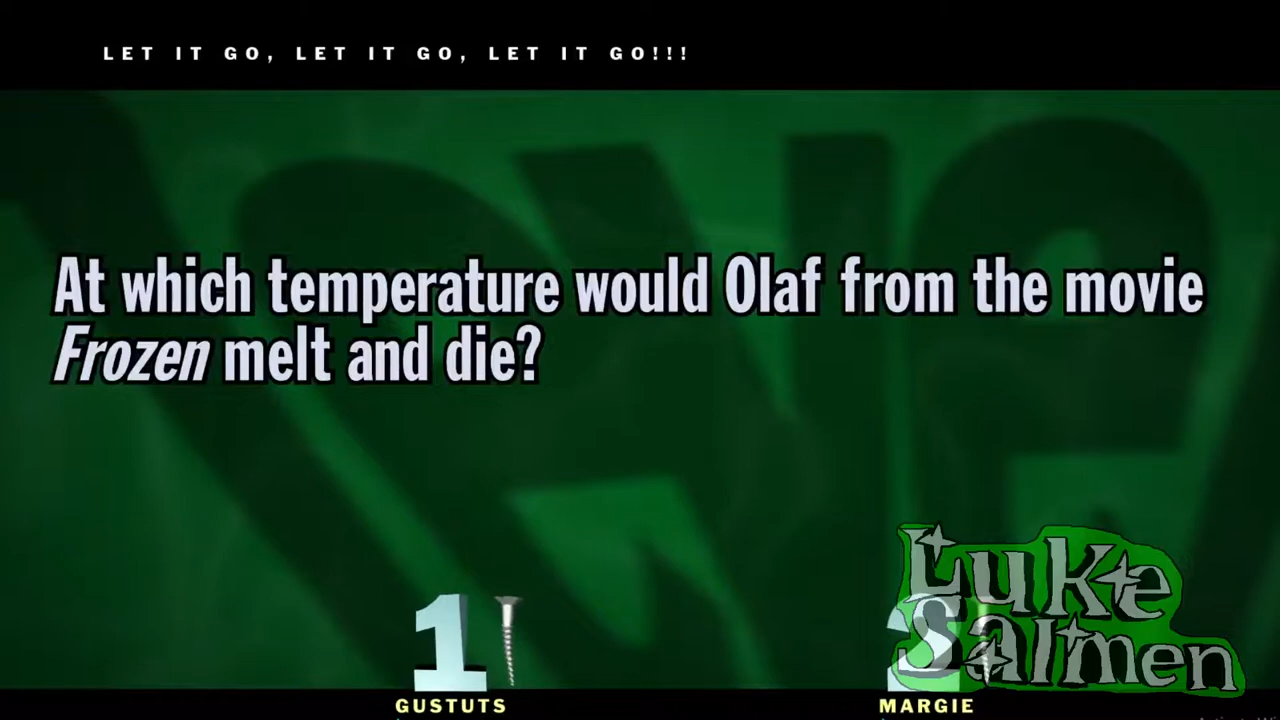 LET IT GO, LET IT GO, LET IT GO!!!
At which temperature would Olaf from the movie
Frozen melt and die?
1
2
Luke
Salmen
GUSTUTS
MARGIE